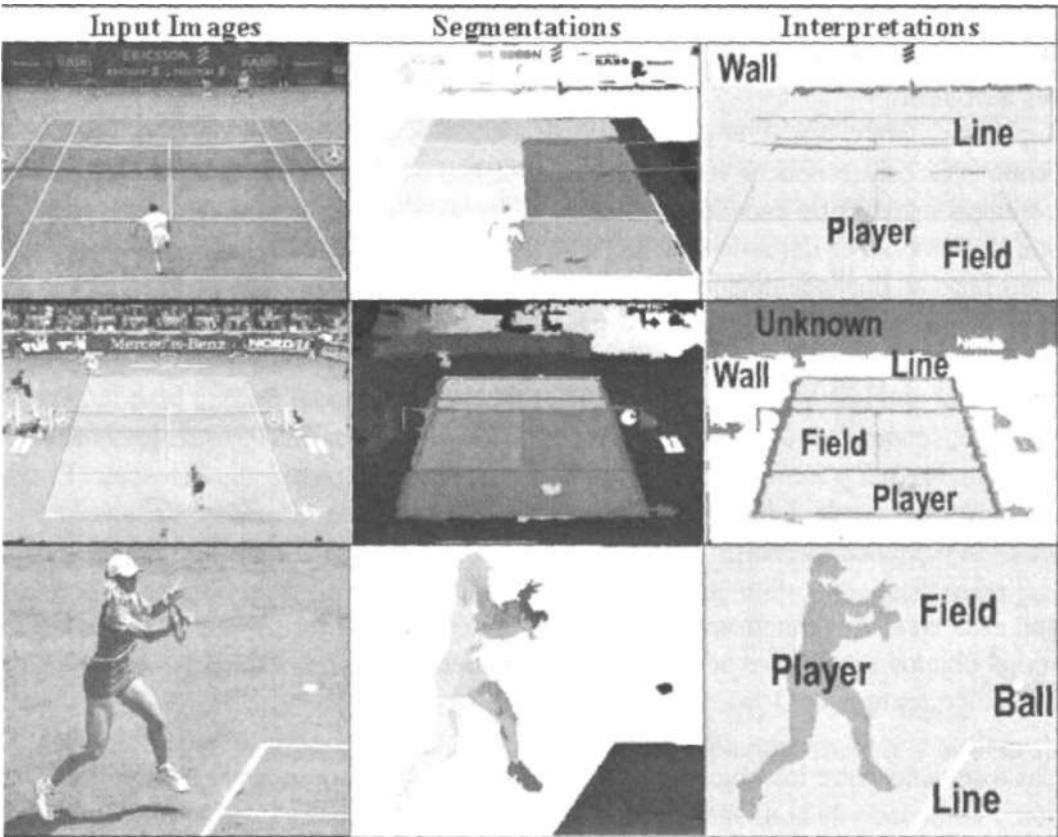 Input Images Segmentations Interpretations
ERICSSON
Wall
Line
Player
Field
Unknown
Mercedes-Benz
Line
Wall
Field
Player
Field
Player
Ball
Line